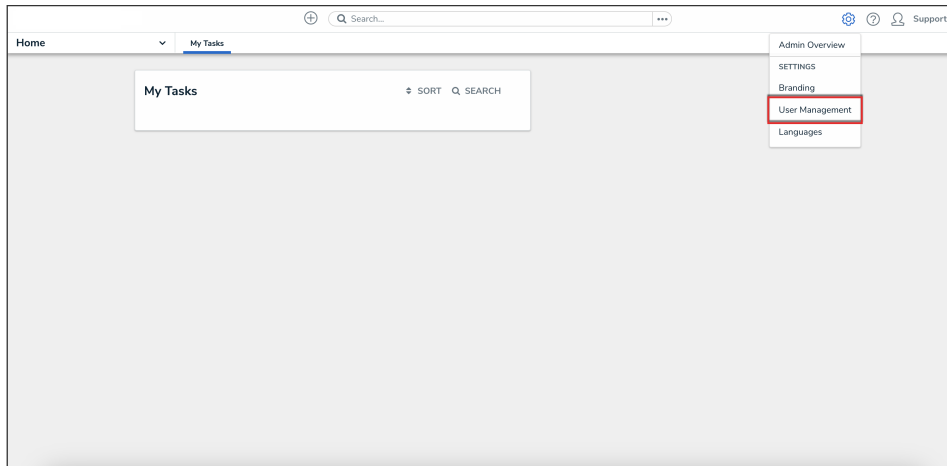 Search...
Support
Home
My Tasks
Admin Overview
SETTINGS
Branding
User Management
Languages
My Tasks
SORT
SEARCH